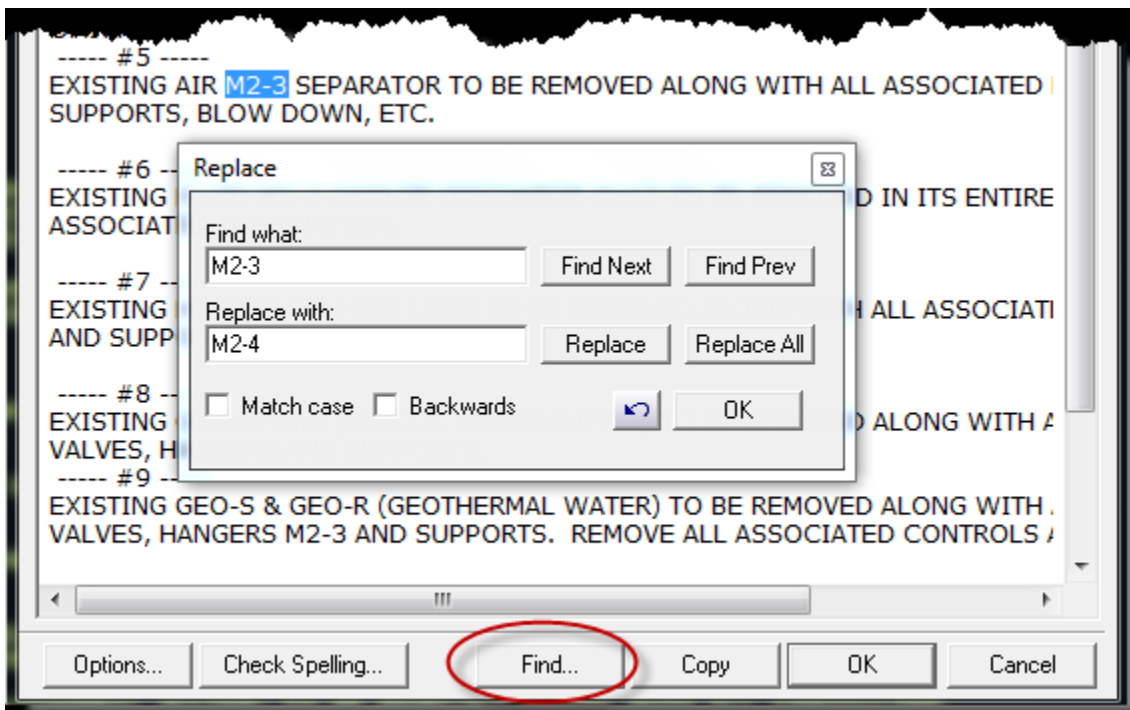 ----- #5 -----
EXISTING AIR M2-3 SEPARATOR TO BE REMOVED ALONG WITH ALL ASSOCIATED
SUPPORTS, BLOW DOWN, ETC.
----- #6 --
EXISTING D IN ITS ENTIRE
ASSOCIAT
----- #7 --
EXISTING ALL ASSOCIATI
AND SUPP
----- #8 --
EXISTING ALONG WITH A
VALVES, H
----- #9 --
EXISTING GEO-S & GEO-R (GEOTHERMAL WATER) TO BE REMOVED ALONG WITH
VALVES, HANGERS M2-3 AND SUPPORTS. REMOVE ALL ASSOCIATED CONTROLS
Replace
Find what:
M2-3 Find Next Find Prev
Replace with:
M2-4 Replace Replace All
Match case Backwards OK
Options... Check Spelling... Find... Copy OK Cancel